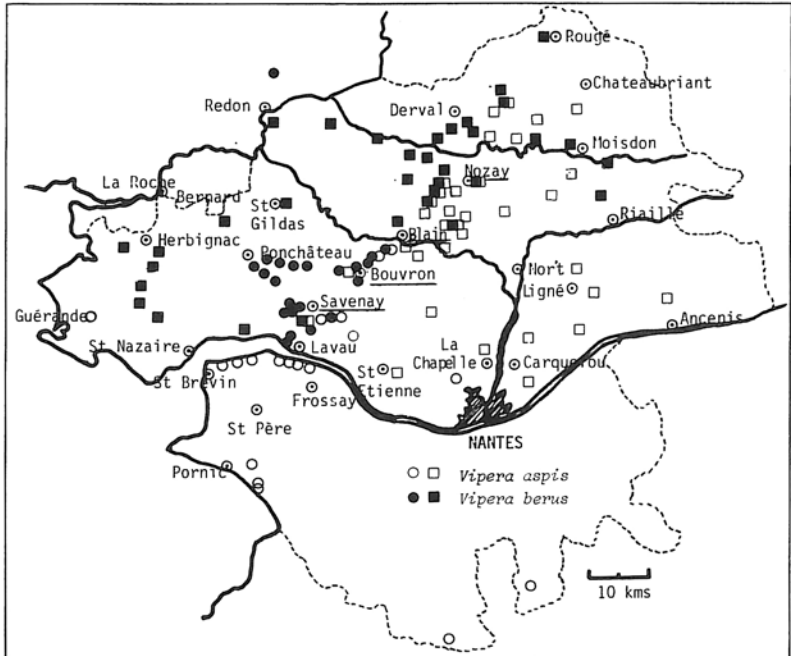 Rougé
Chateaubriant
Redon
Derval
Moisdon
La Roche
Bernard
Nozay
St
Gildas
Riaillé
Herbignac
Blain
Ponchâteau
Bouvron
Nort
Ligné
Savenay
Guérande
Ancenis
St Nazaire
Lavau
La
Chapelle
Carquefou
St Brévin
St
Etienne
Frossay
St Père
NANTES
Pornic
Vipera aspis
Vipera berus
10 kms